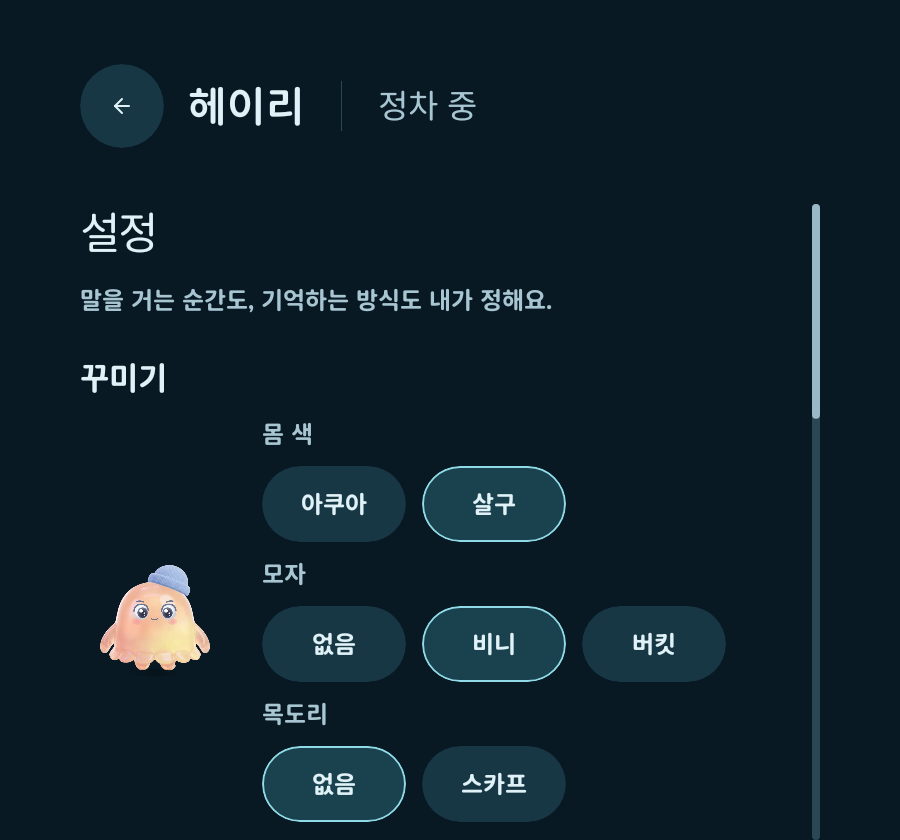 헤이리
정차 중
설정
말을 거는 순간도, 기억하는 방식도 내가 정해요.
꾸미기
몸 색
아쿠아 살구
모자
없음 비니 버킷
목도리
없음 스카프